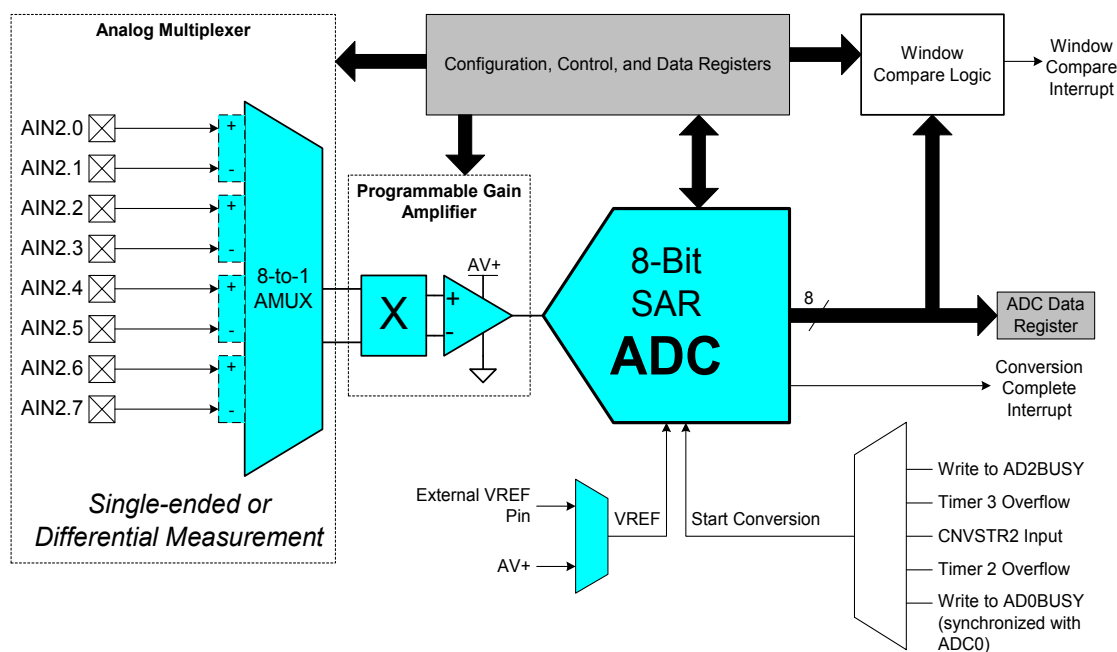 Analog Multiplexer
AIN2.0
AIN2.1
AIN2.2
AIN2.3
AIN2.4
AIN2.5
AIN2.6
AIN2.7
+
-
+
-
+
-
+
-
8-to-1
AMUX
Single-ended or
Differential Measurement
Configuration, Control, and Data Registers
Programmable Gain
Amplifier
X
+
-
AV+
8-Bit
SAR
ADC
8
Window
Compare Logic
Window
Compare
Interrupt
ADC Data
Register
Conversion
Complete
Interrupt
External VREF
Pin
AV+
VREF
Start Conversion
Write to AD2BUSY
Timer 3 Overflow
CNVSTR2 Input
Timer 2 Overflow
Write to AD0BUSY
(synchronized with
ADC0)